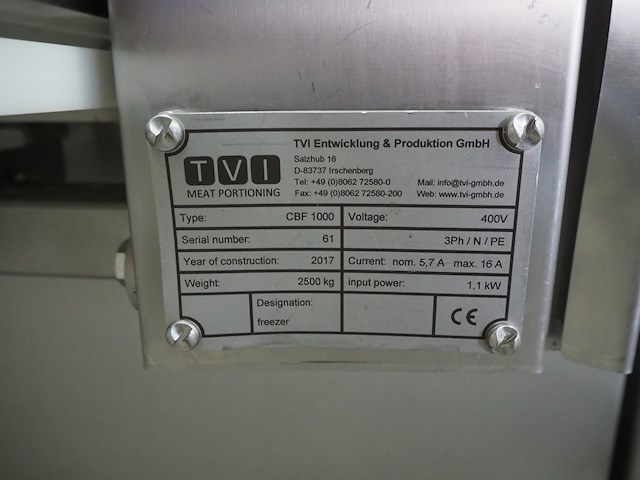 TVI
MEAT PORTIONING
TVI Entwicklung & Produktion GmbH
Salzhub 16
D-83737 Irschenberg
Tel: +49 (0)8062 72580-0 Mail: info@tvi-gmbh.de
Fax: +49 (0)8062 72580-200 Web: www.tvi-gmbh.de
Type: CBF 1000 Voltage: 400V
Serial number: 61 3Ph / N / PE
Year of construction: 2017 Current: nom. 5,7 A max. 16 A
Weight: 2500 kg input power: 1,1 kW
Designation:
freezer
CE